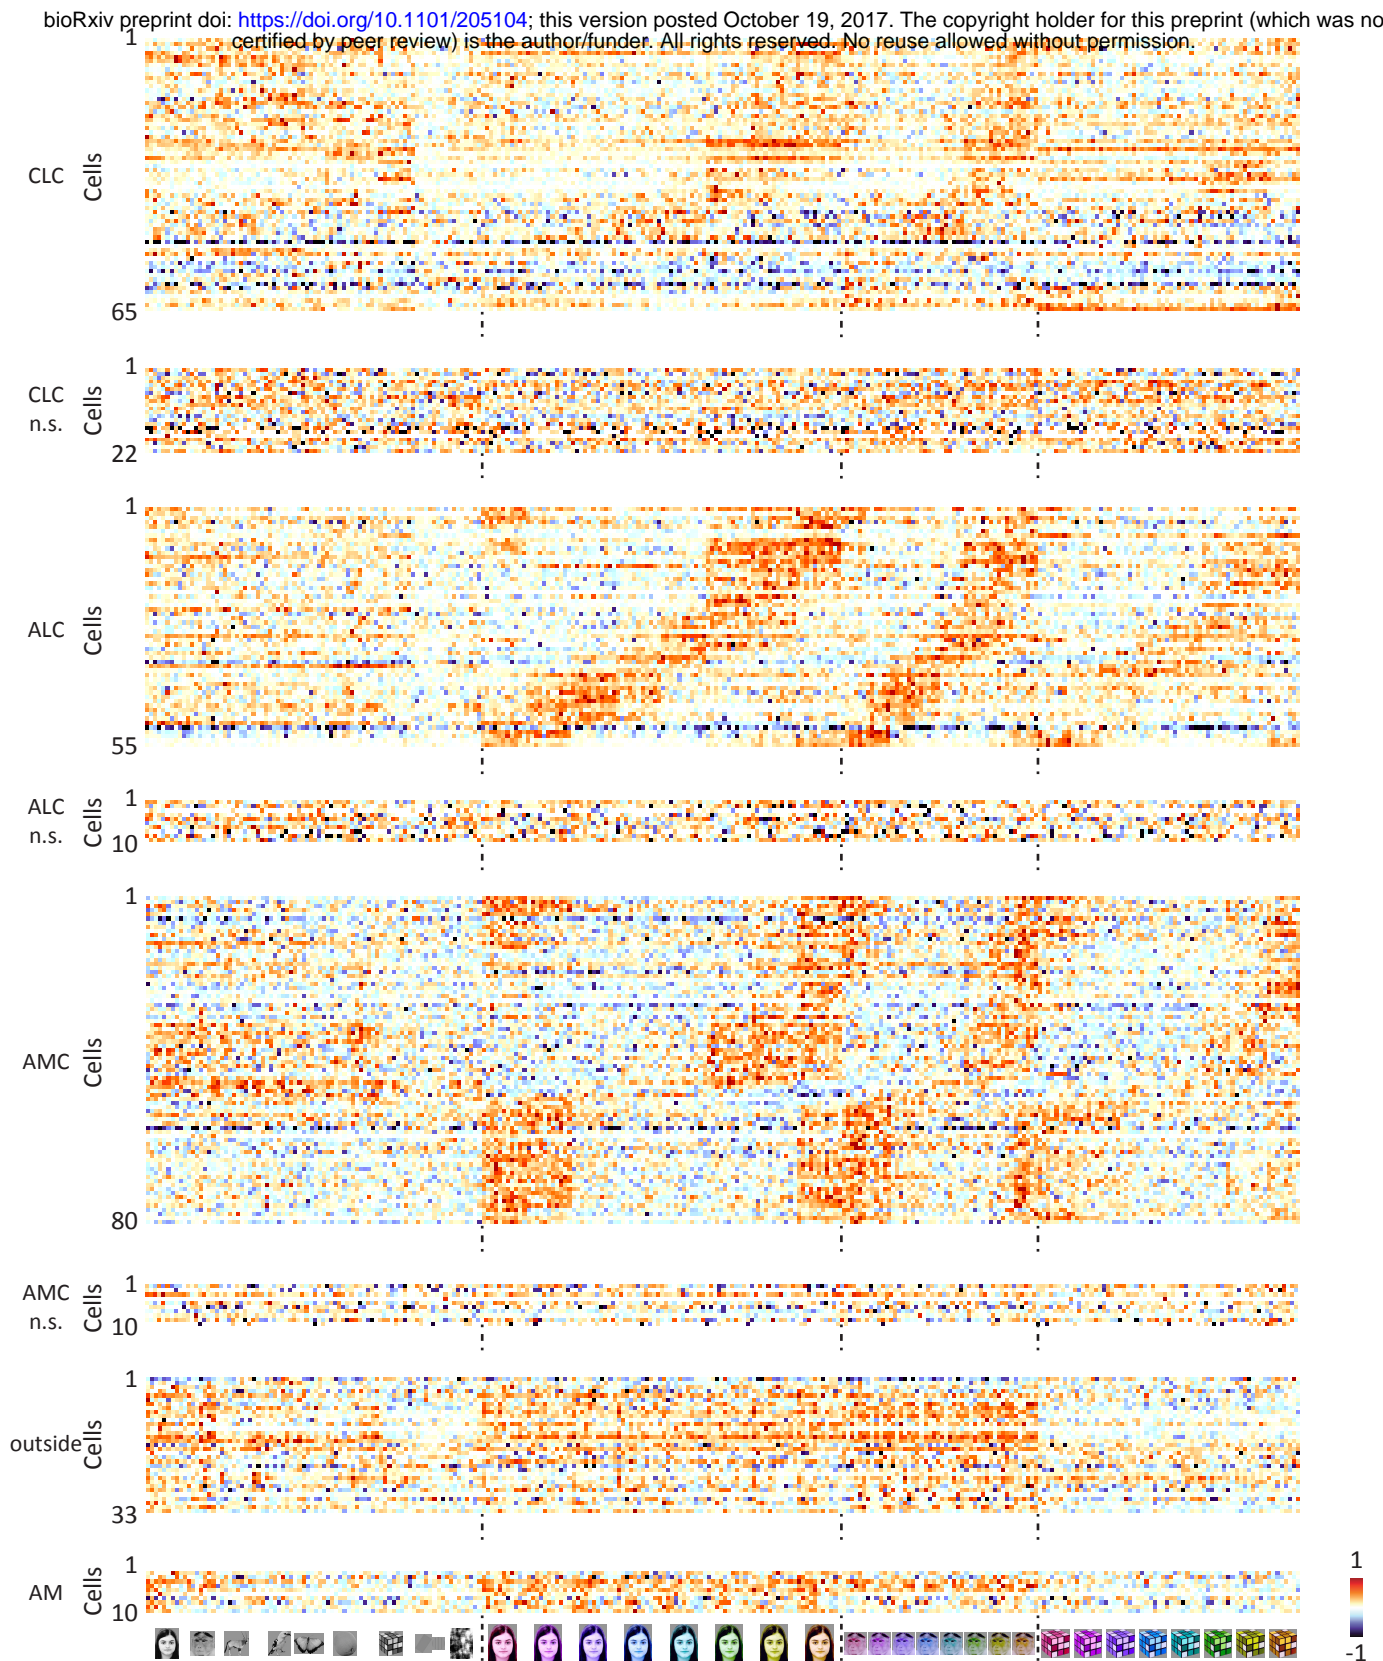 bioRxiv preprint doi: https://doi.org/10.1101/205104; this version posted October 19, 2017. The copyright holder for this preprint (which was no
certified by peer review) is the author/funder. All rights reserved. No reuse allowed without permission.
1
CLC
Cells
65
1
CLC
n.s.
Cells
22
1
ALC
Cells
55
1
ALC
n.s.
Cells
10
1
AMC
Cells
80
1
AMC
n.s.
Cells
10
1
outside
Cells
33
1
AM
Cells
10
1
-1